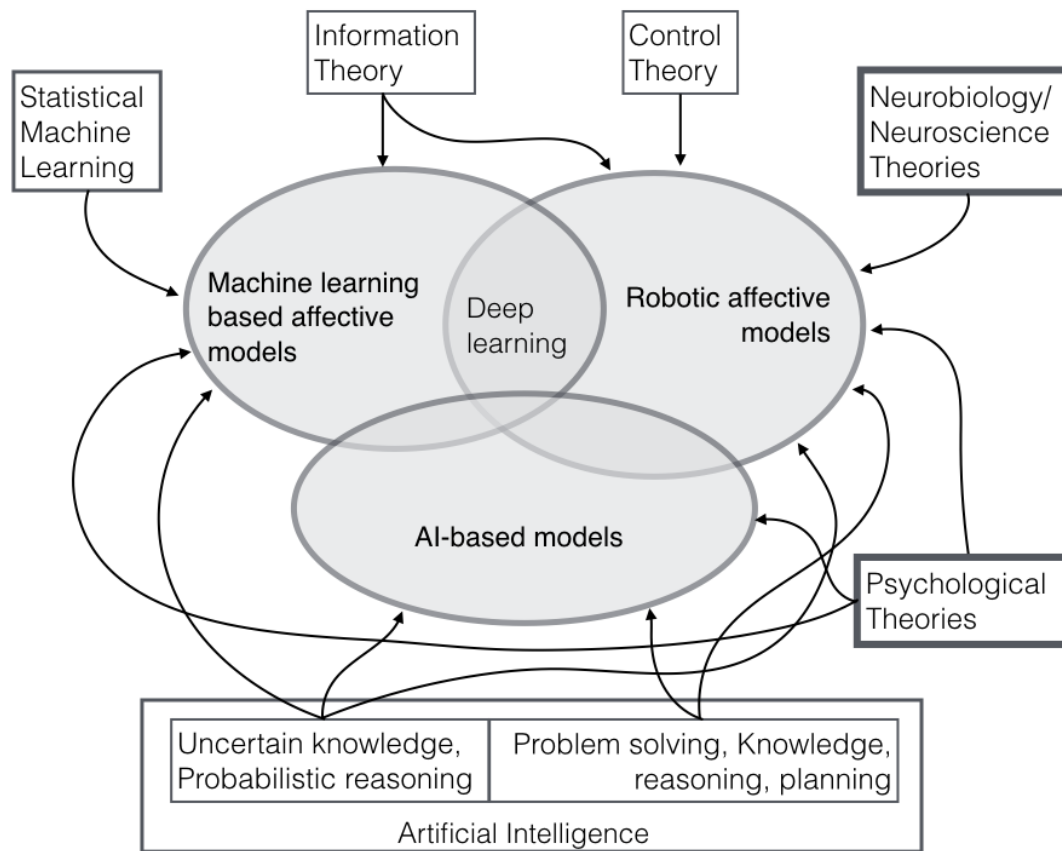 Information
Theory
Control
Theory
Statistical
Machine
Learning
Neurobiology/
Neuroscience
Theories
Machine learning
based affective
models
Deep
learning
Robotic affective
models
AI-based models
Psychological
Theories
Uncertain knowledge,
Probabilistic reasoning
Problem solving, Knowledge,
reasoning, planning
Artificial Intelligence